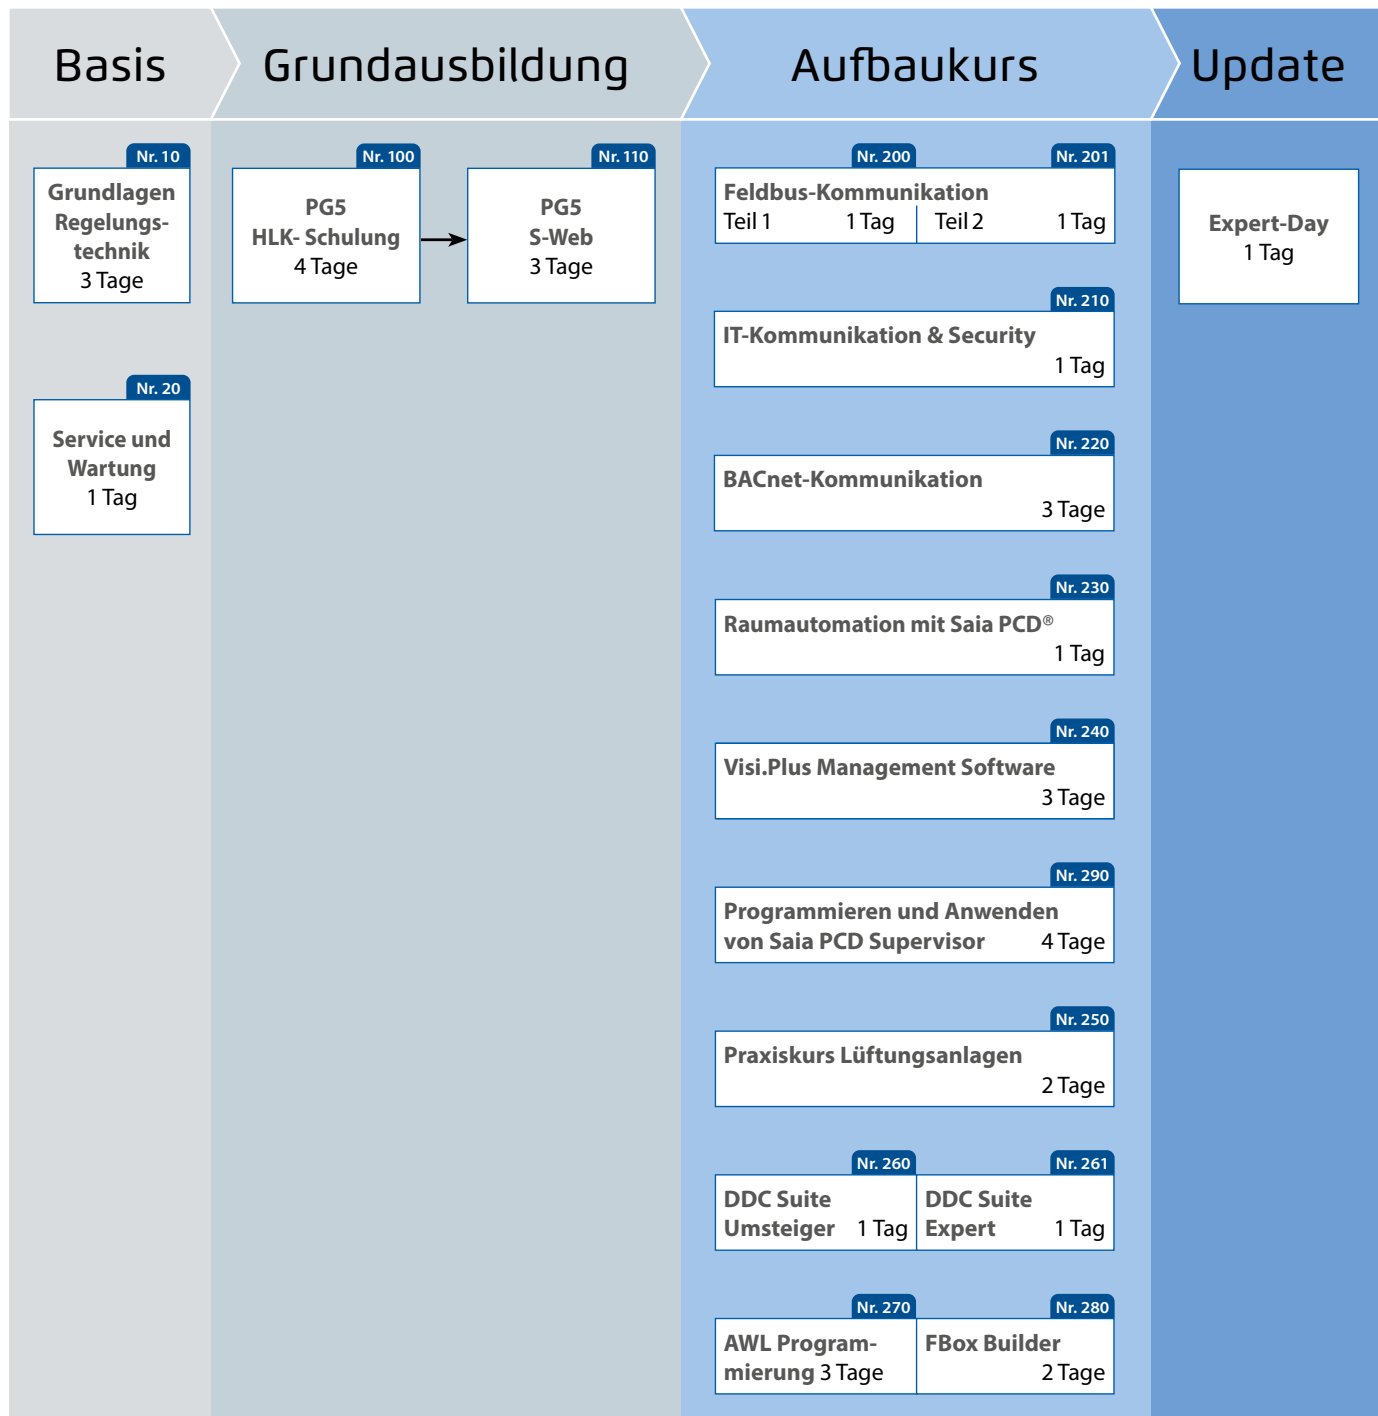 Basis
Grundausbildung
Aufbaukurs
Update
Nr. 10
Grundlagen
Regelungs-
technik
3 Tage
Nr. 20
Service und
Wartung
1 Tag
Nr. 100
PG5
HLK- Schulung
4 Tage
Nr. 110
PG5
S-Web
3 Tage
Nr. 200
Nr. 201
Feldbus-Kommunikation
Teil 1 1 Tag
Teil 2 1 Tag
Nr. 210
IT-Kommunikation & Security
1 Tag
Nr. 220
BACnet-Kommunikation
3 Tage
Nr. 230
Raumautomation mit Saia PCD®
1 Tag
Nr. 240
Visi.Plus Management Software
3 Tage
Nr. 290
Programmieren und Anwenden
von Saia PCD Supervisor 4 Tage
Nr. 250
Praxiskurs Lüftungsanlagen
2 Tage
Nr. 260
DDC Suite
Umsteiger 1 Tag
Nr. 261
DDC Suite
Expert 1 Tag
Nr. 270
AWL Program-
mierung 3 Tage
Nr. 280
FBox Builder
2 Tage
Expert-Day
1 Tag